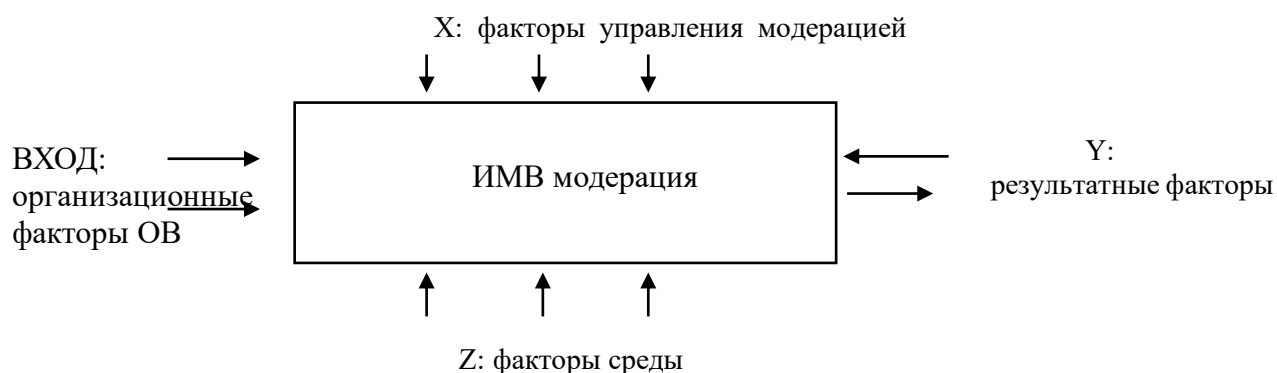 X: факторы управления модерацией
ВХОД:
организационные
факторы ОВ
ИМВ модерация
Y:
результатные факторы
Z: факторы среды